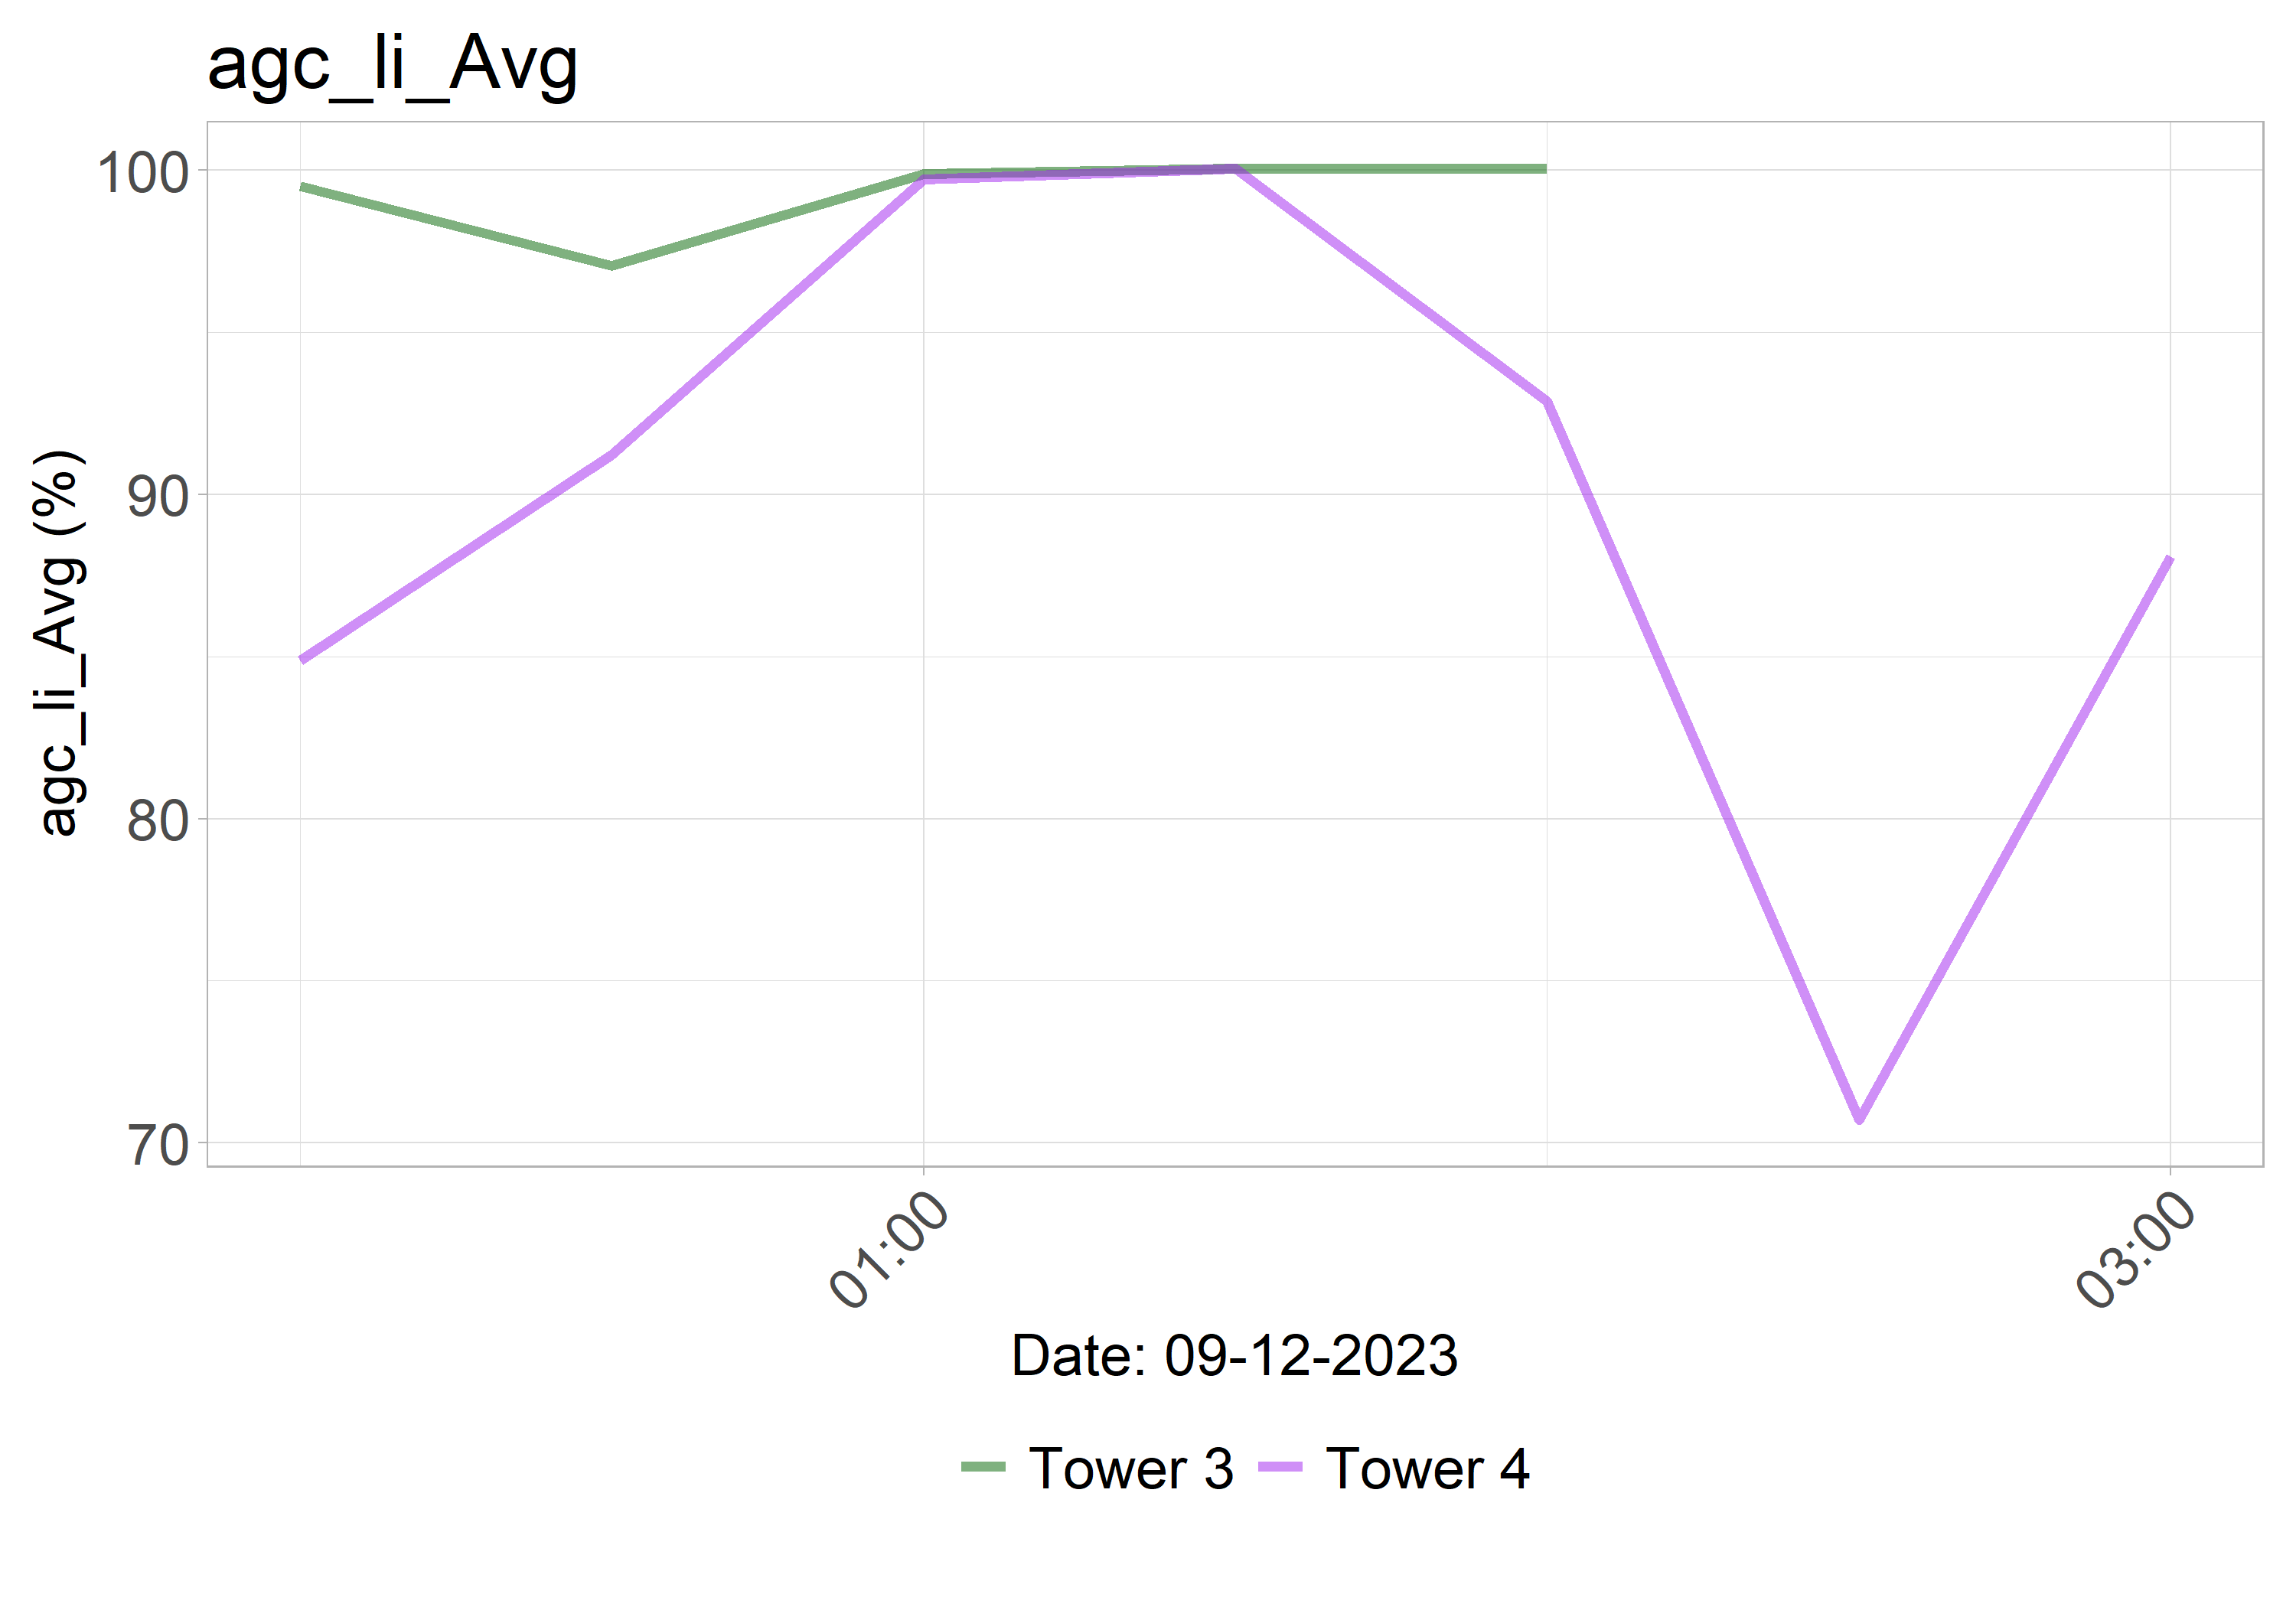 agc_li_Avg
agc_li_Avg (%)
100
90
80
70
01:00
03:00
Date: 09-12-2023
Tower 3
Tower 4